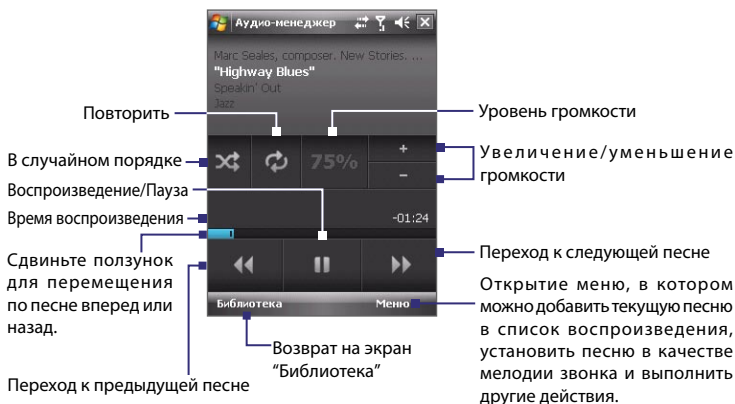 Аудио-менеджер
Marc Seales, composer. New Stories. ...
"Highway Blues"
Speakin' Out
Jazz
Повторить
Уровень громкости
В случайном порядке
75%
+
−
Увеличение/уменьшение
громкости
Воспроизведение/Пауза
Время воспроизведения
-01:24
Сдвиньте ползунок
для перемещения
по песне вперед или
назад.
Переход к следующей песне
Открытие меню, в котором
можно добавить текущую песню
в список воспроизведения,
установить песню в качестве
мелодии звонка и выполнить
другие действия.
Библиотека
Меню
Возврат на экран
“Библиотека”
Переход к предыдущей песне